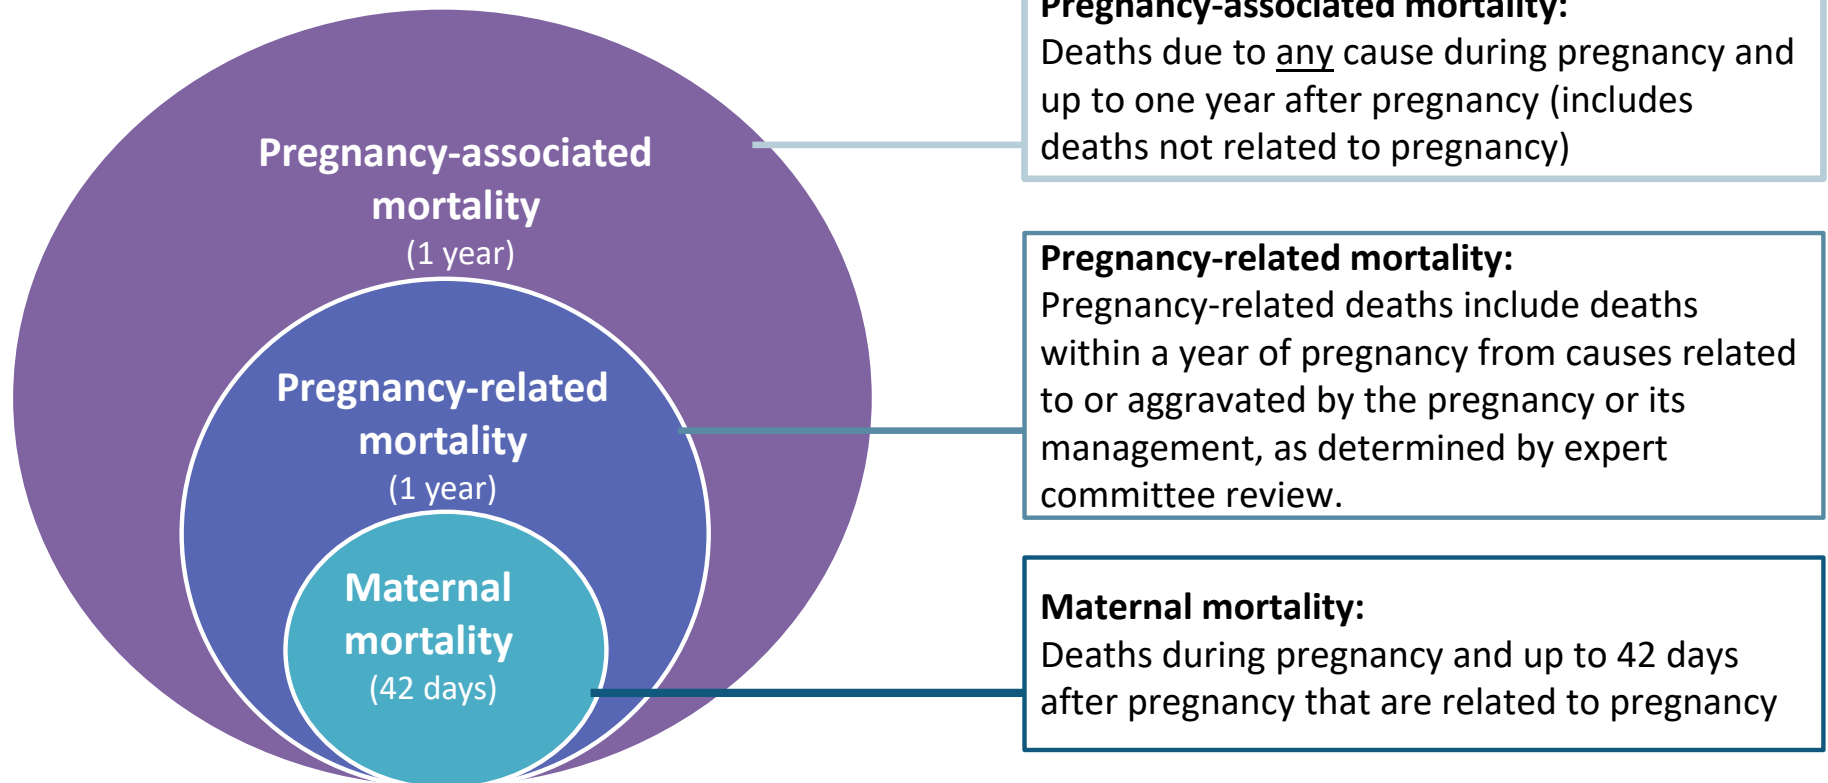 Pregnancy-associated
mortality
(1 year)
Pregnancy-related
mortality
(1 year)
Maternal
mortality
(42 days)
Pregnancy-associated mortality:
Deaths due to any cause during pregnancy and
up to one year after pregnancy (includes
deaths not related to pregnancy)
Pregnancy-related mortality:
Pregnancy-related deaths include deaths
within a year of pregnancy from causes related
to or aggravated by the pregnancy or its
management, as determined by expert
committee review.
Maternal mortality:
Deaths during pregnancy and up to 42 days
after pregnancy that are related to pregnancy